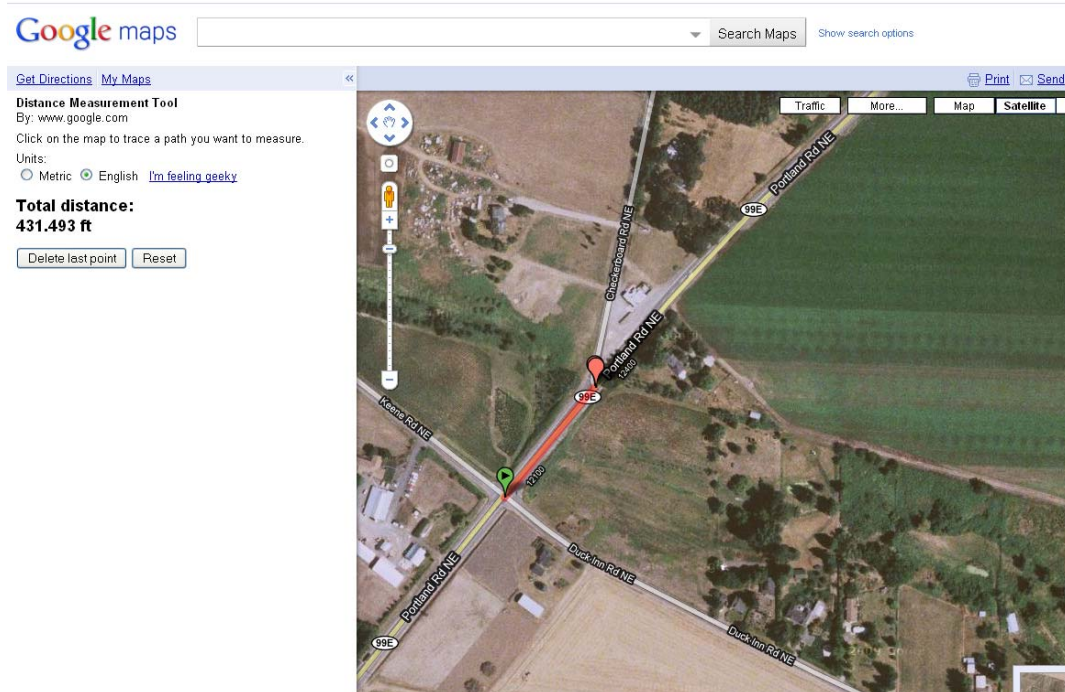 Google maps
Search Maps
Show search options
Get Directions My Maps
«
Print Send
Distance Measurement Tool
By: www.google.com
Click on the map to trace a path you want to measure.
Units:
Metric English I'm feeling geeky
Total distance:
431.493 ft
Delete last point Reset
Traffic More... Map Satellite
Portland Rd NE
99E
Checkerboard Rd NE
Portland Rd NE
12400
99E
Keene Rd NE
12100
Duck-Inn Rd NE
Portland Rd NE
99E
Duck-Inn Rd NE